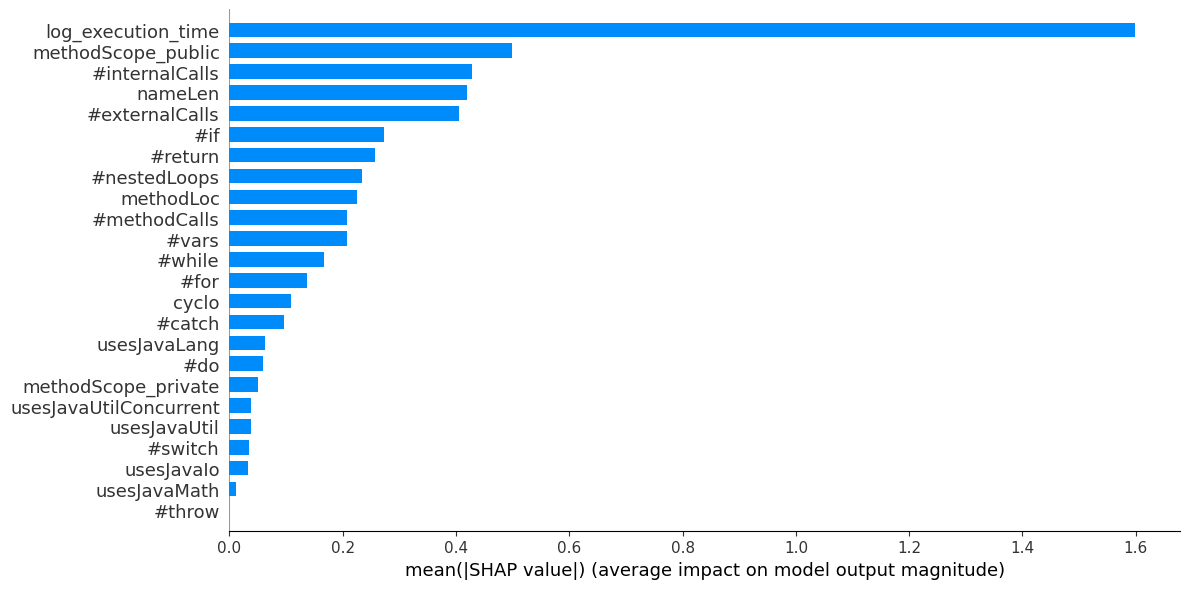 log_execution_time
methodScope_public
#internalCalls
nameLen
#externalCalls
#if
#return
#nestedLoops
methodLoc
#methodCalls
#vars
#while
#for
cyclo
#catch
usesJavaLang
#do
methodScope_private
usesJavaUtilConcurrent
usesJavaUtil
#switch
usesJavaIo
usesJavaMath
#throw
0.0 0.2 0.4 0.6 0.8 1.0 1.2 1.4 1.6
mean(|SHAP value|) (average impact on model output magnitude)